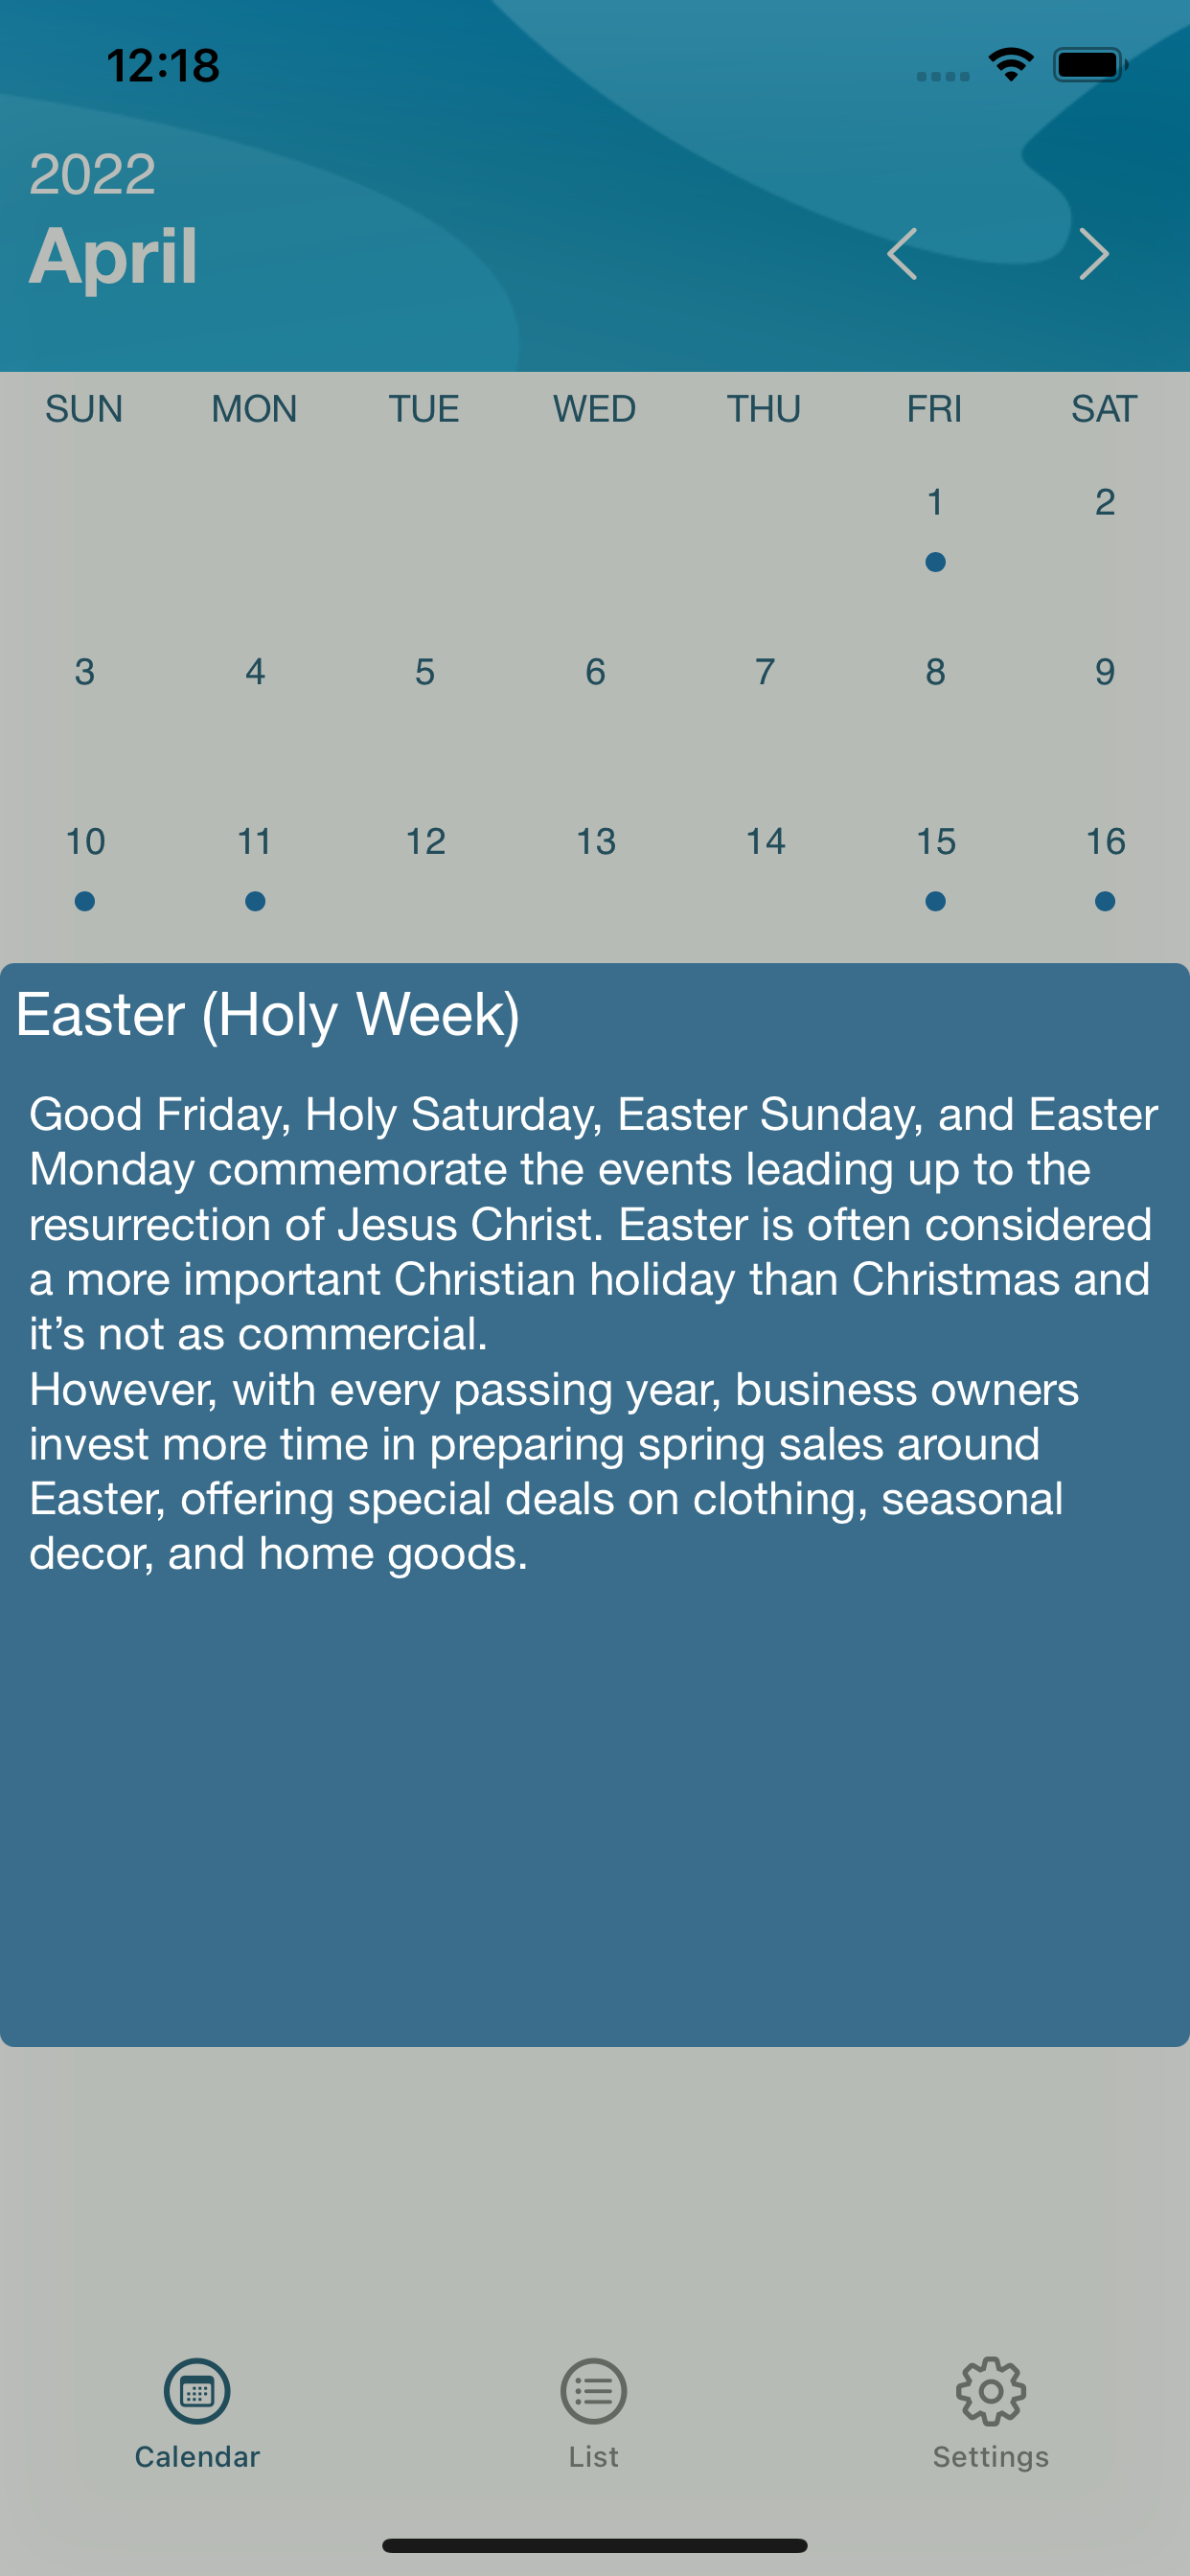 12:18
2022
April
SUN MON TUE WED THU FRI SAT
1 2
3 4 5 6 7 8 9
10 11 12 13 14 15 16
Easter (Holy Week)
Good Friday, Holy Saturday, Easter Sunday, and Easter
Monday commemorate the events leading up to the
resurrection of Jesus Christ. Easter is often considered
a more important Christian holiday than Christmas and
it’s not as commercial.
However, with every passing year, business owners
invest more time in preparing spring sales around
Easter, offering special deals on clothing, seasonal
decor, and home goods.
Calendar List Settings